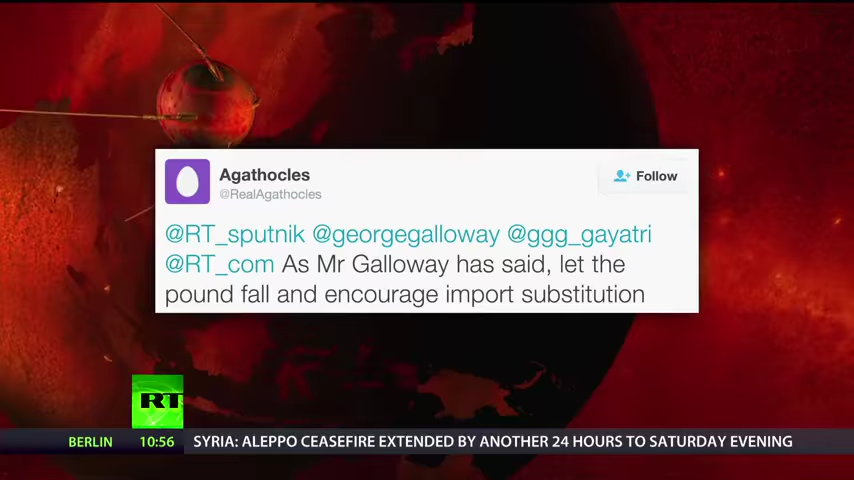 Agathocles
@RealAgathocles
Follow
@RT_sputnik @georgegalloway @ggg_gayatri
@RT_com As Mr Galloway has said, let the
pound fall and encourage import substitution
RT
BERLIN 10:56 SYRIA: ALEPPO CEASEFIRE EXTENDED BY ANOTHER 24 HOURS TO SATURDAY EVENING